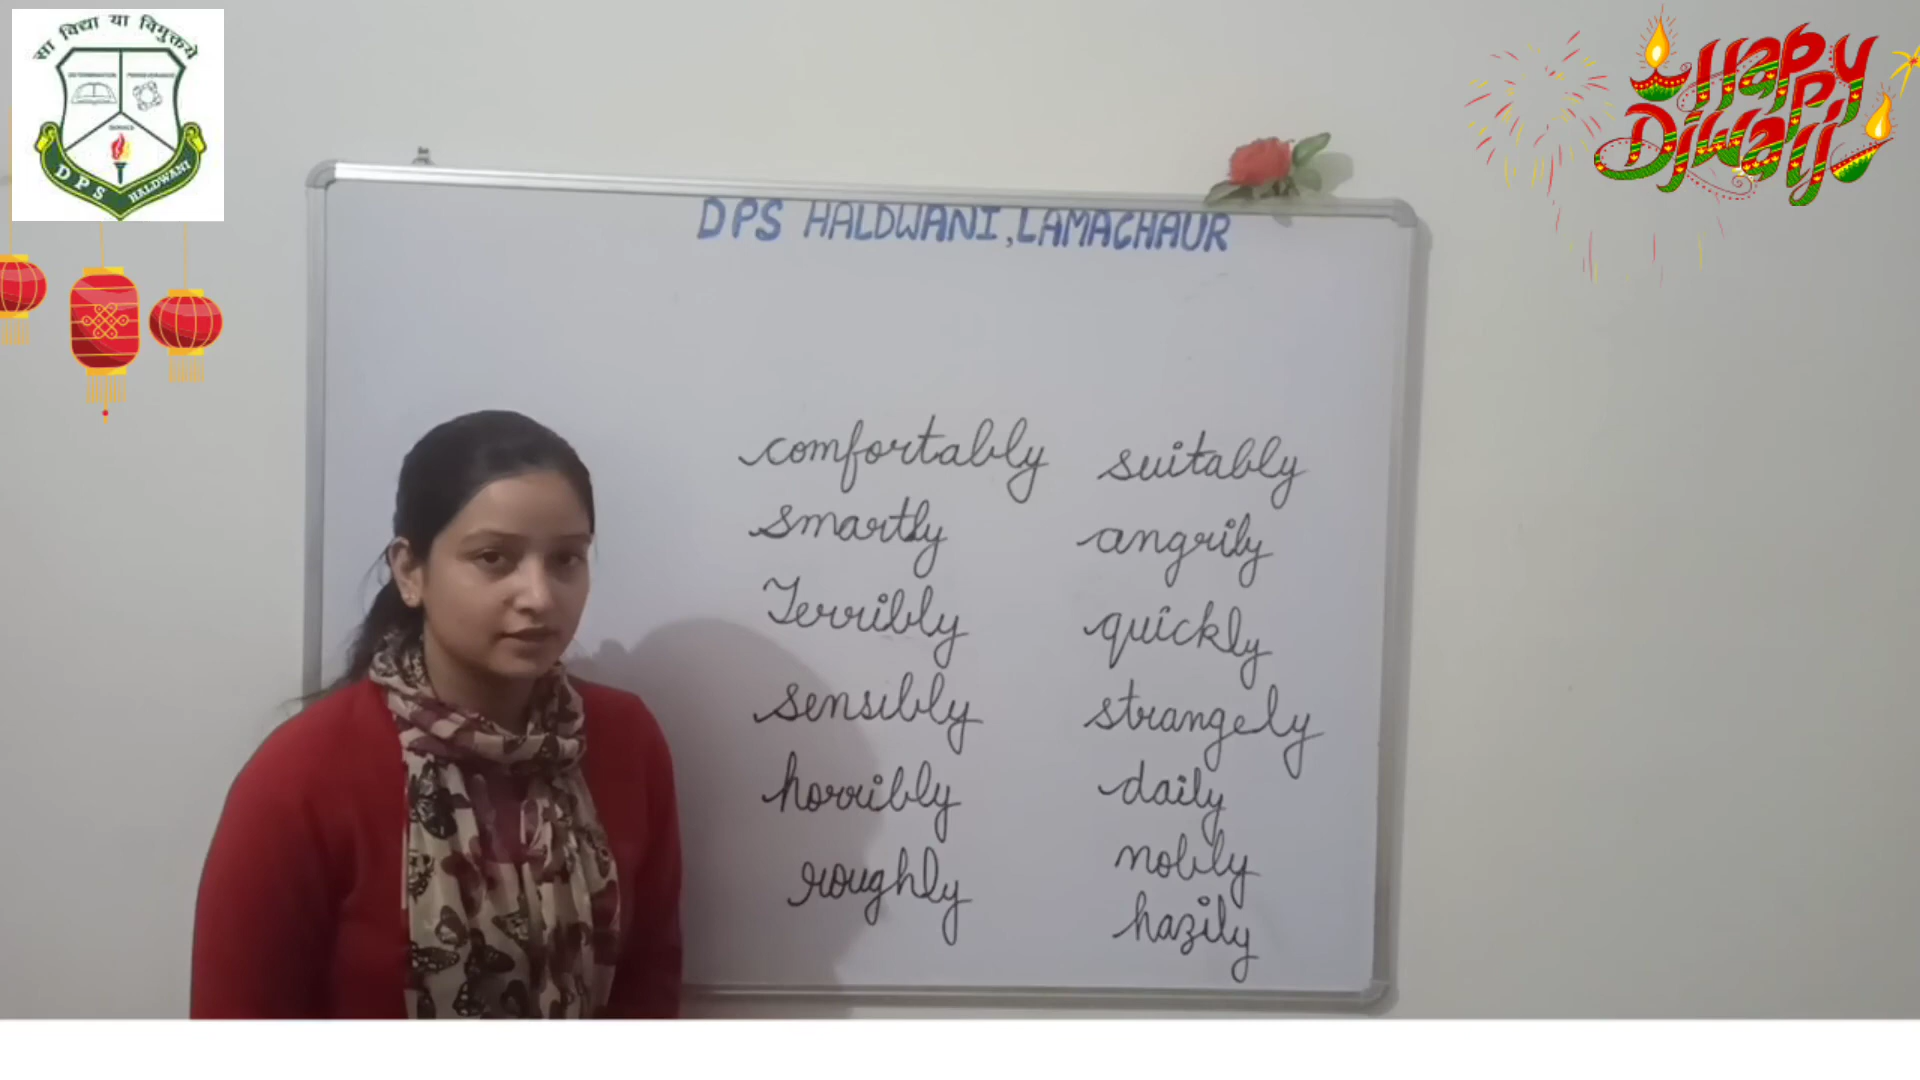 सा विद्या या विमुक्तये
SERVICE
DPS HALDWANI
Happy
Diwali
DPS HALDWANI, LAMACHAUR
comfortably suitably
smartly angrily
Terribly quickly
sensibly strangely
horribly daily
roughly nobly
hazily